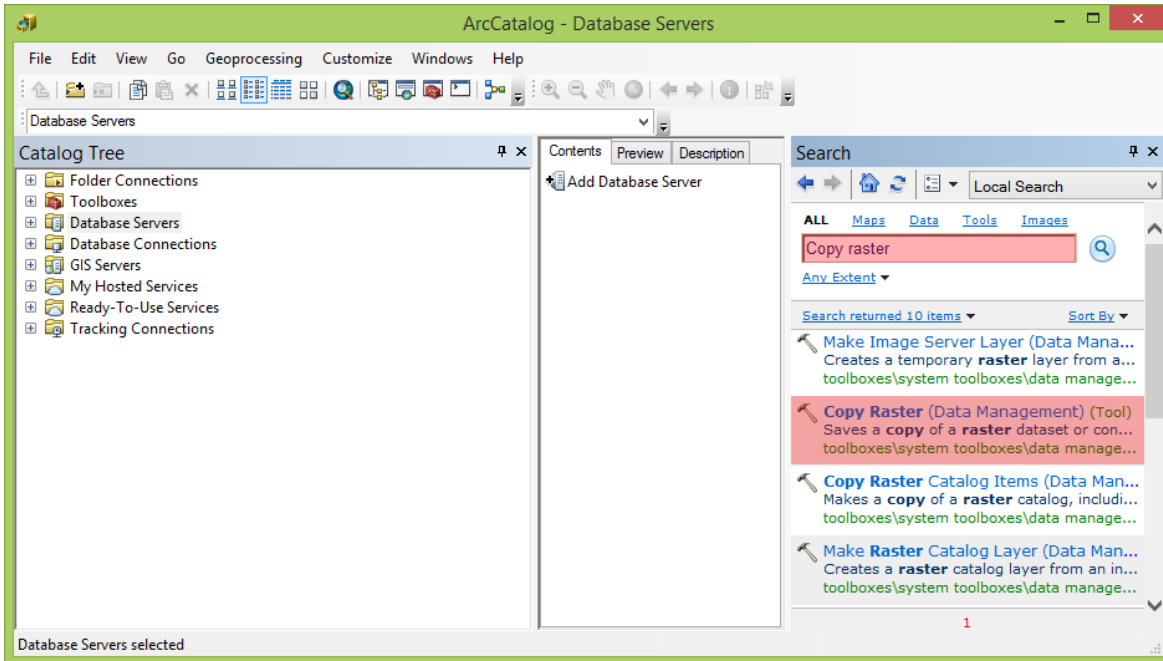 ArcCatalog - Database Servers
File Edit View Go Geoprocessing Customize Windows Help
Database Servers
Catalog Tree
Folder Connections
Toolboxes
Database Servers
Database Connections
GIS Servers
My Hosted Services
Ready-To-Use Services
Tracking Connections
Contents Preview Description
Add Database Server
Search
Local Search
ALL Maps Data Tools Images
Copy raster
Any Extent
Search returned 10 items Sort By
Make Image Server Layer (Data Mana...
Creates a temporary raster layer from a...
toolboxes\system toolboxes\data manage...
Copy Raster (Data Management) (Tool)
Saves a copy of a raster dataset or con...
toolboxes\system toolboxes\data manage...
Copy Raster Catalog Items (Data Man...
Makes a copy of a raster catalog, includi...
toolboxes\system toolboxes\data manage...
Make Raster Catalog Layer (Data Man...
Creates a raster catalog layer from an in...
toolboxes\system toolboxes\data manage...
1
Database Servers selected